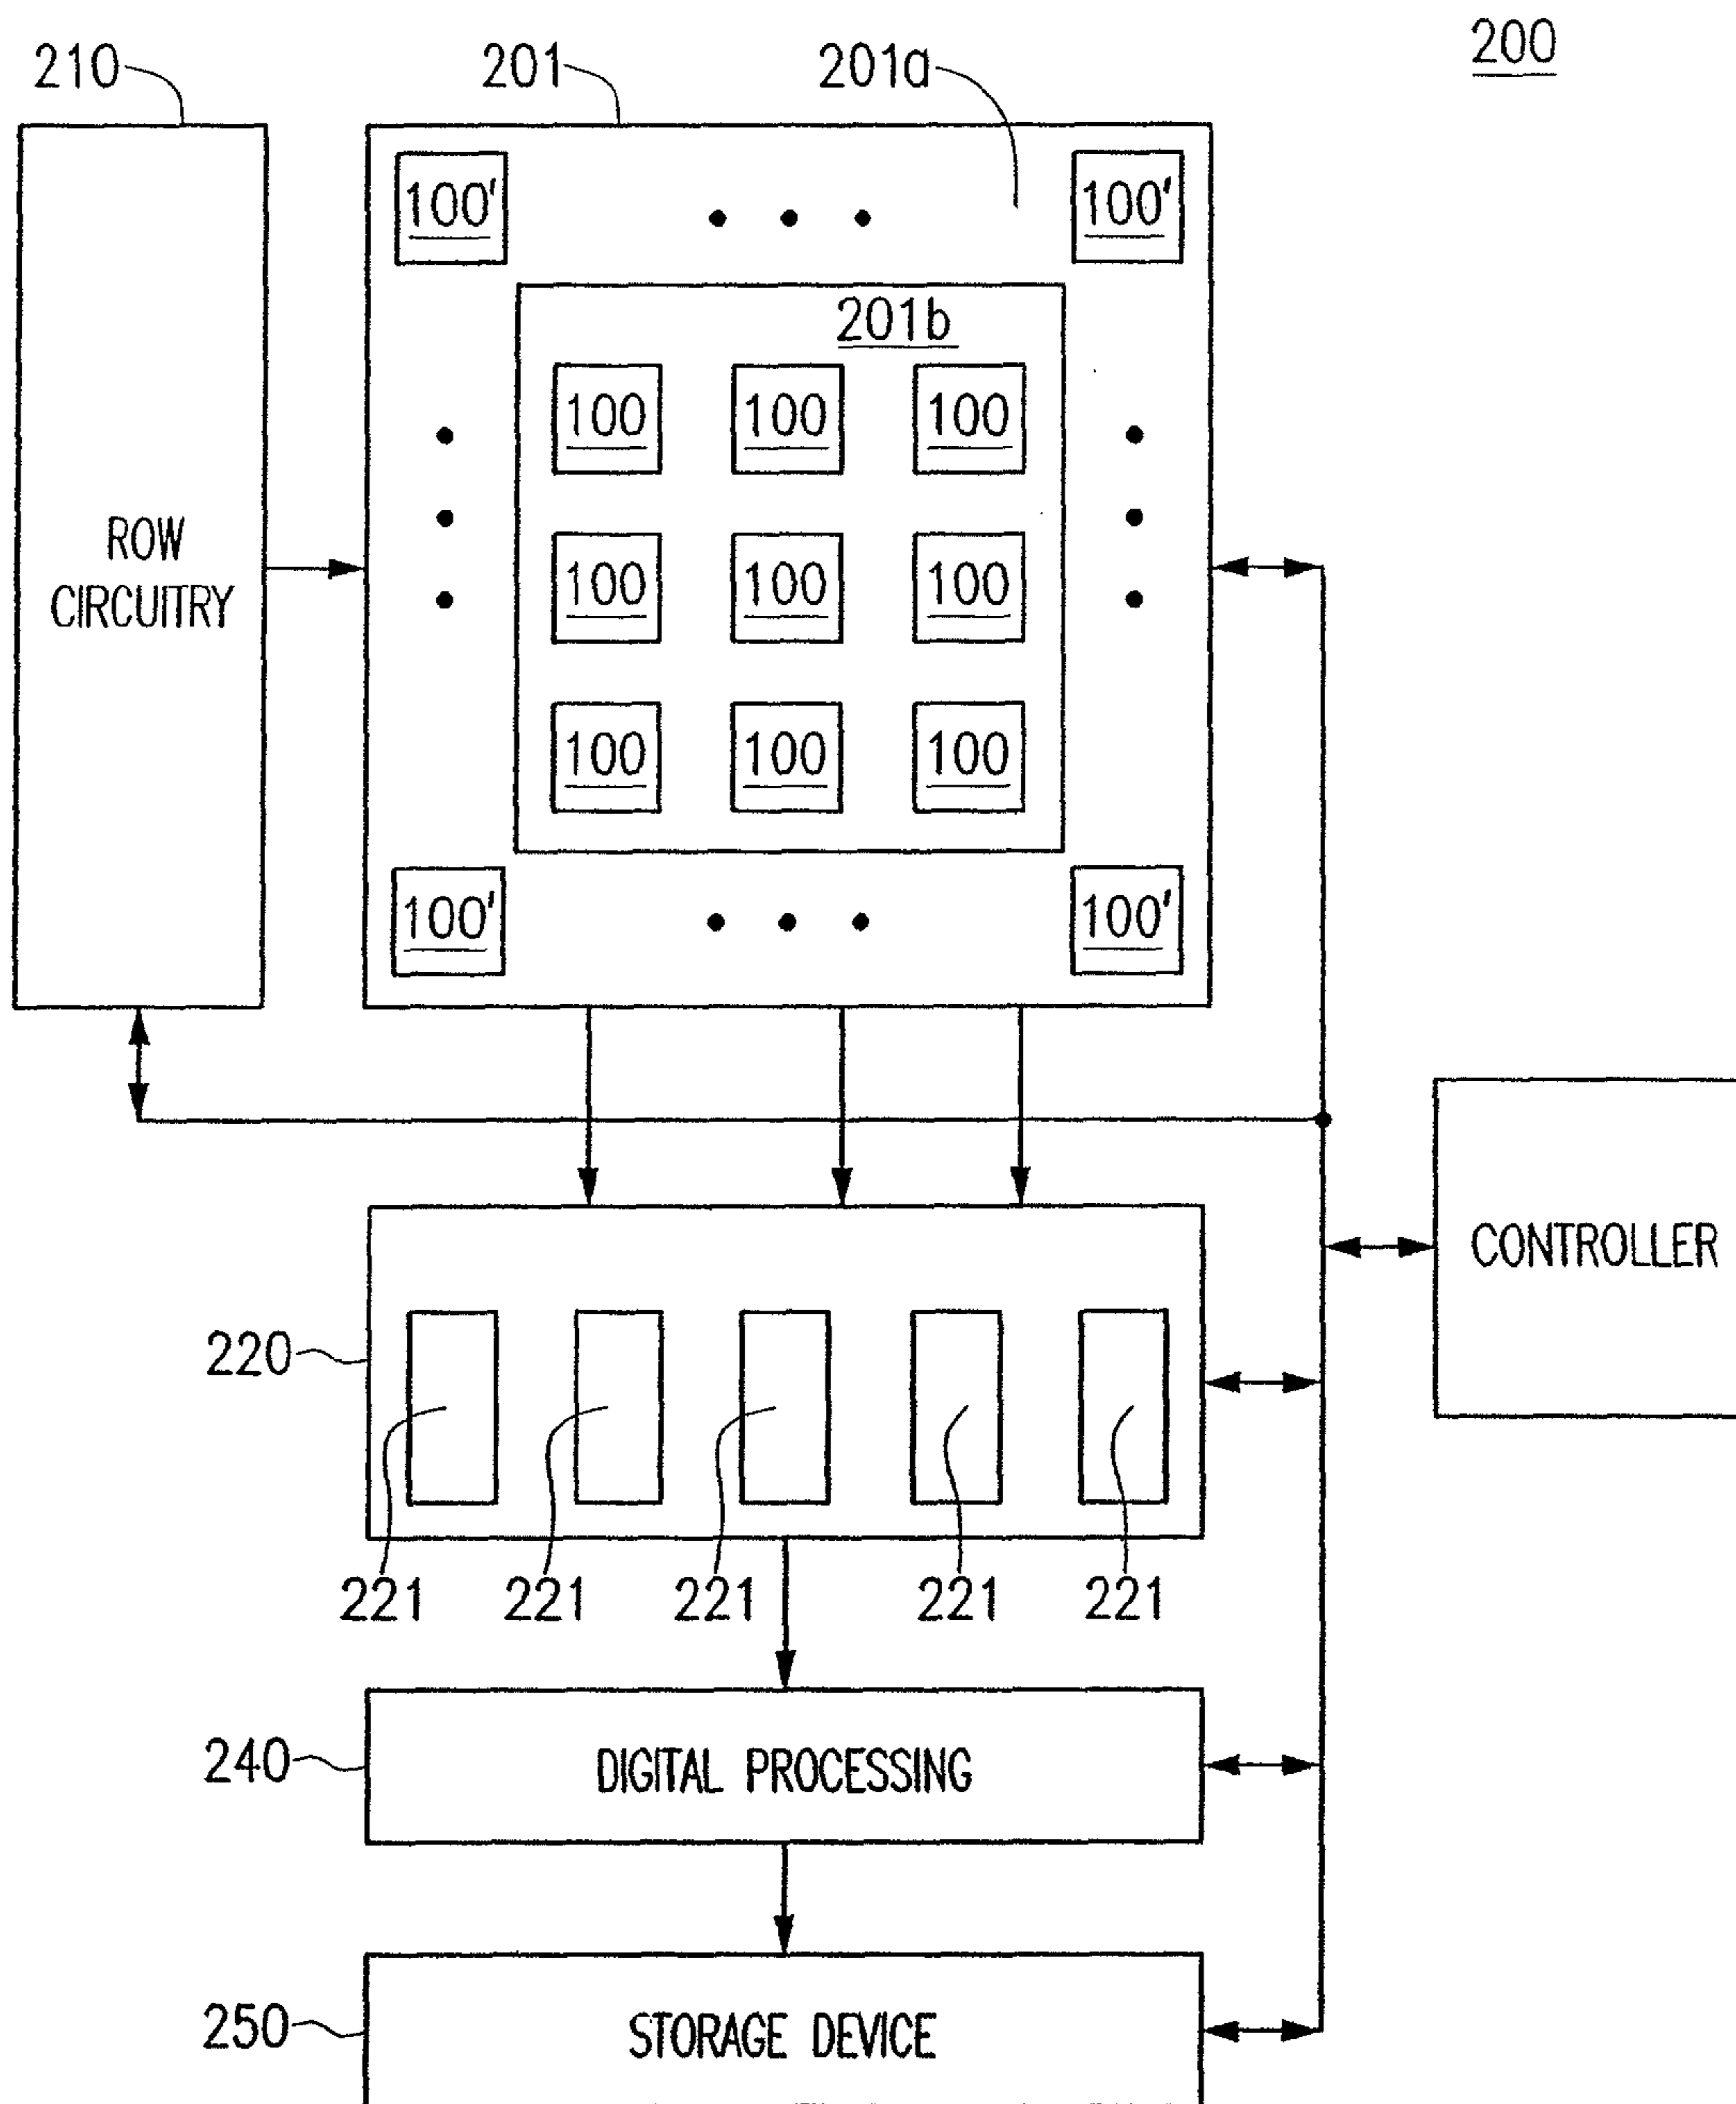 200
210
201
201a
100'
100'
201b
100 100 100
ROW
CIRCUITRY
100 100 100
100 100 100
100'
100'
CONTROLLER
220
221 221 221 221 221
240
DIGITAL PROCESSING
250
STORAGE DEVICE